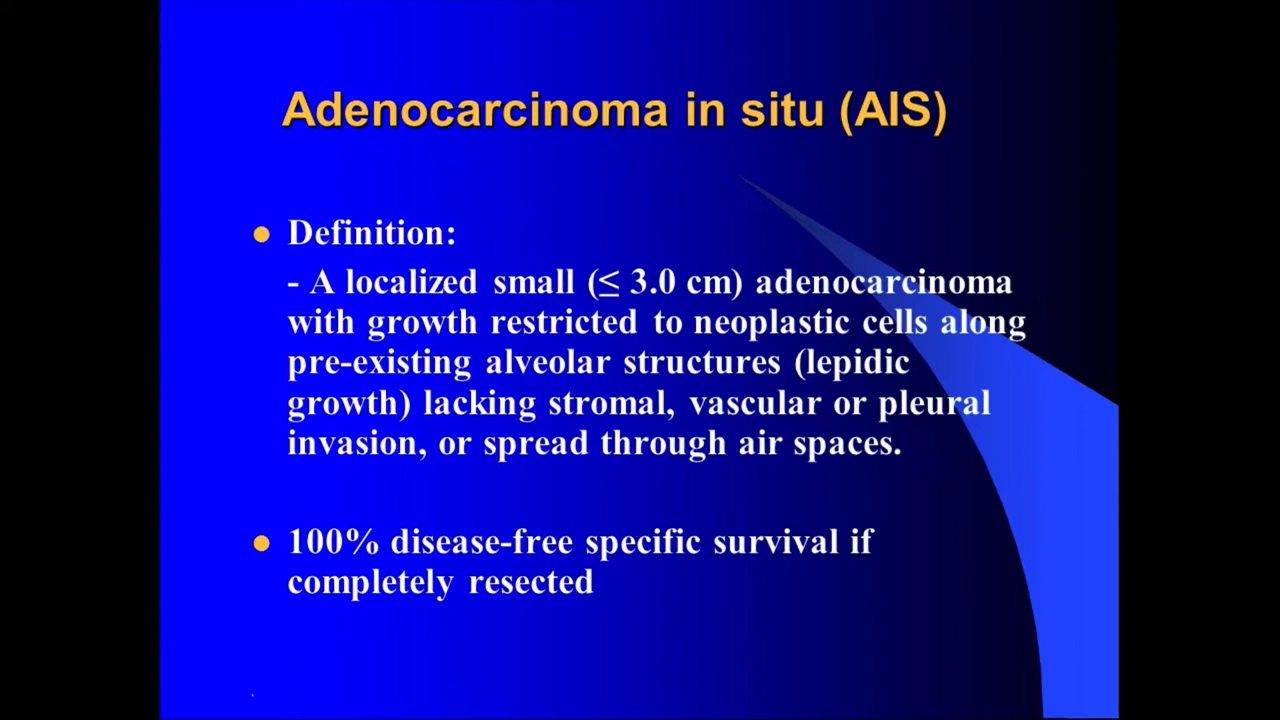 Adenocarcinoma in situ (AIS)
● Definition:
- A localized small (≤ 3.0 cm) adenocarcinoma
with growth restricted to neoplastic cells along
pre-existing alveolar structures (lepidic
growth) lacking stromal, vascular or pleural
invasion, or spread through air spaces.
● 100% disease-free specific survival if
completely resected
.